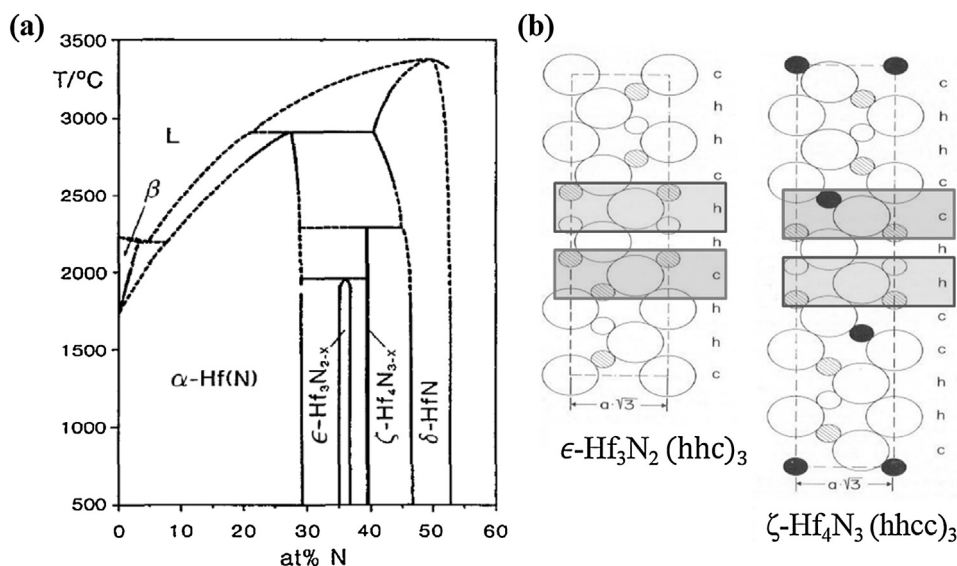 (a)
(b)
3500
T/°C
3000
2500
2000
1500
1000
500
L
β
α-Hf(N)
ϵ-Hf₃N₂₋ₓ
ζ-Hf₄N₃₋ₓ
δ-HfN
0 10 20 30 40 50 60
at% N
c
h
h
c
h
h
c
h
h
c
a·√3
ϵ-Hf₃N₂ (hhc)₃
c
h
h
c
c
h
h
c
c
h
h
c
a·√3
ζ-Hf₄N₃ (hhcc)₃